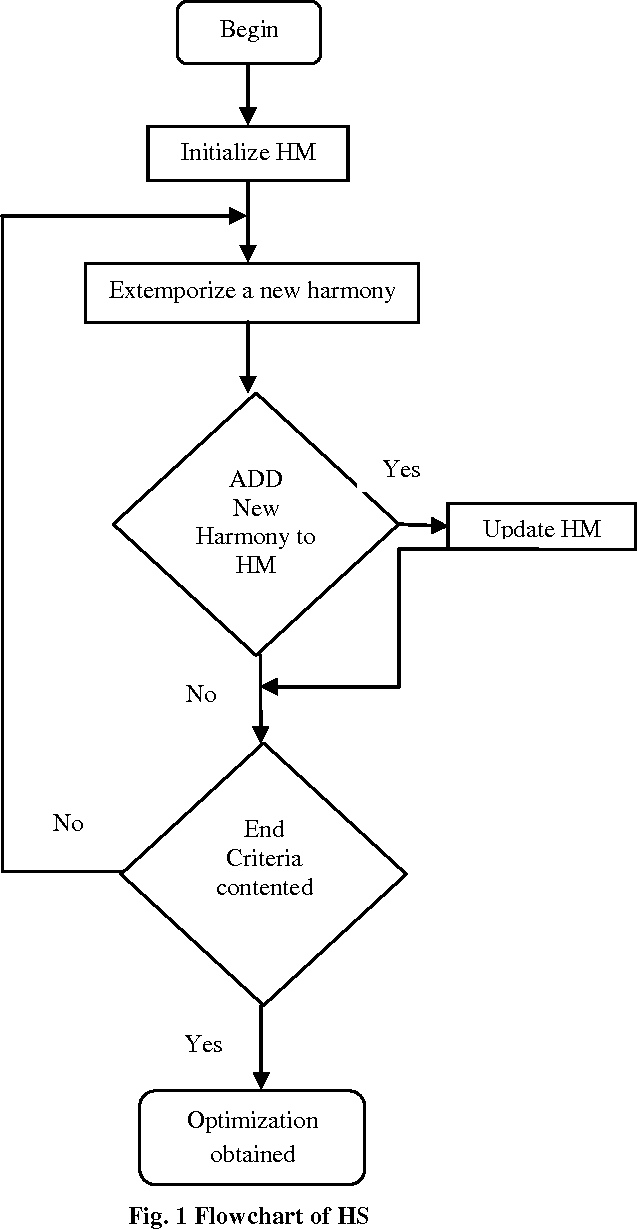 Begin
Initialize HM
Extemporize a new harmony
ADD
New
Harmony to
HM
Yes
Update HM
No
End
Criteria
contented
No
Yes
Optimization
obtained
Fig. 1 Flowchart of HS